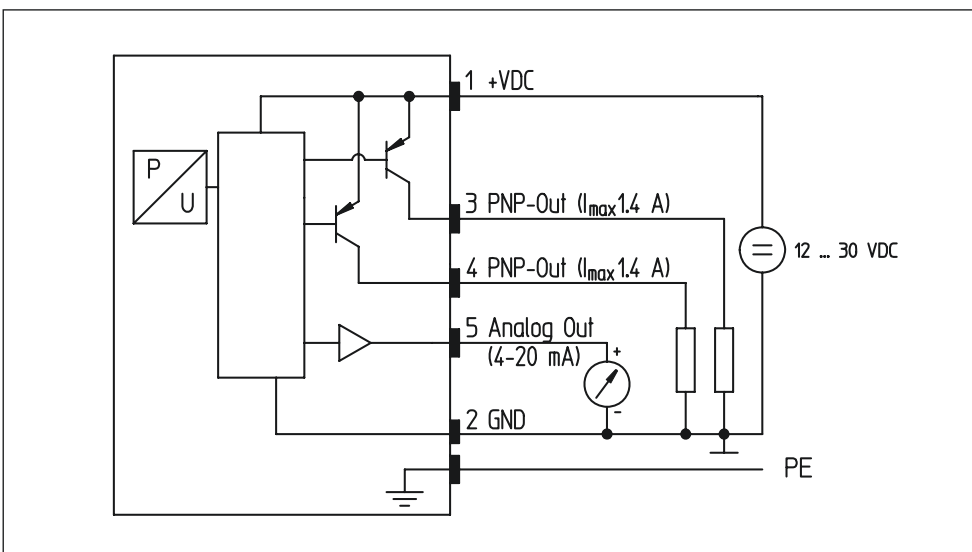 1 +VDC
P
U
3 PNP-Out (Imax1.4 A)
12 ... 30 VDC
4 PNP-Out (Imax1.4 A)
5 Analog Out
(4-20 mA)
+
-
2 GND
PE